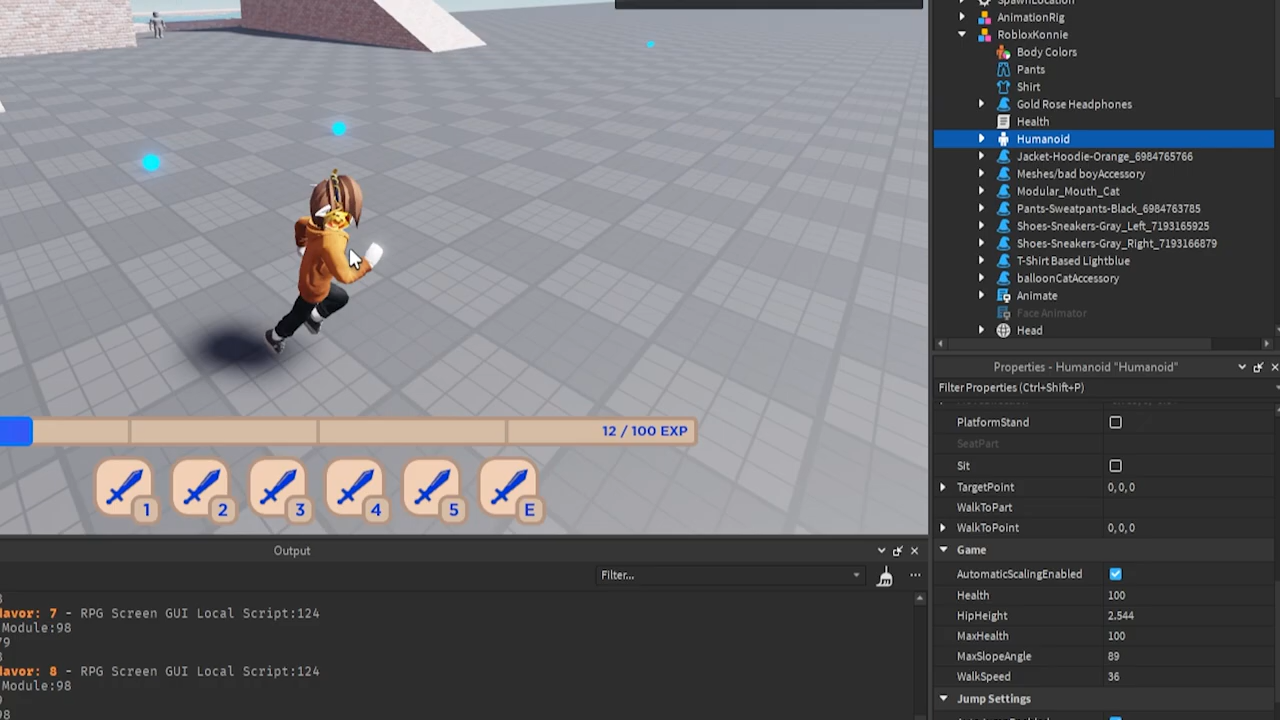 SpawnLocation
AnimationRig
RobloxKonnie
Body Colors
Pants
Shirt
Gold Rose Headphones
Health
Humanoid
Jacket-Hoodie-Orange_6984765766
Meshes/bad boyAccessory
Modular_Mouth_Cat
Pants-Sweatpants-Black_6984763785
Shoes-Sneakers-Gray_Left_7193165925
Shoes-Sneakers-Gray_Right_7193166879
T-Shirt Based Lightblue
balloonCatAccessory
Animate
Face Animator
Head
12 / 100 EXP
1 2 3 4 5 E
Output
Filter...
avor: 7 - RPG Screen GUI Local Script:124
Module:98
79
avor: 8 - RPG Screen GUI Local Script:124
Module:98
98
Properties - Humanoid "Humanoid"
Filter Properties (Ctrl+Shift+P)
PlatformStand
SeatPart
Sit
TargetPoint 0,0,0
WalkToPart
WalkToPoint 0,0,0
Game
AutomaticScalingEnabled
Health 100
HipHeight 2.544
MaxHealth 100
MaxSlopeAngle 89
WalkSpeed 36
Jump Settings